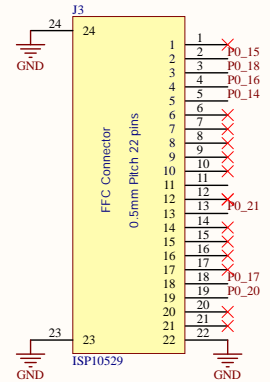 J3
24 24 1 1
GND
2 2 P0_15
3 3 P0_18
4 4 P0_16
5 5 P0_14
6 6
7 7
8 8
9 9
10 10
11 11
12 12
13 13 P0_21
14 14
15 15
16 16
17 17
18 18 P0_17
19 19 P0_20
20 20
21 21
23 23 22 22
GND
GND
FFC Connector
0.5mm Pitch 22 pins
ISP10529